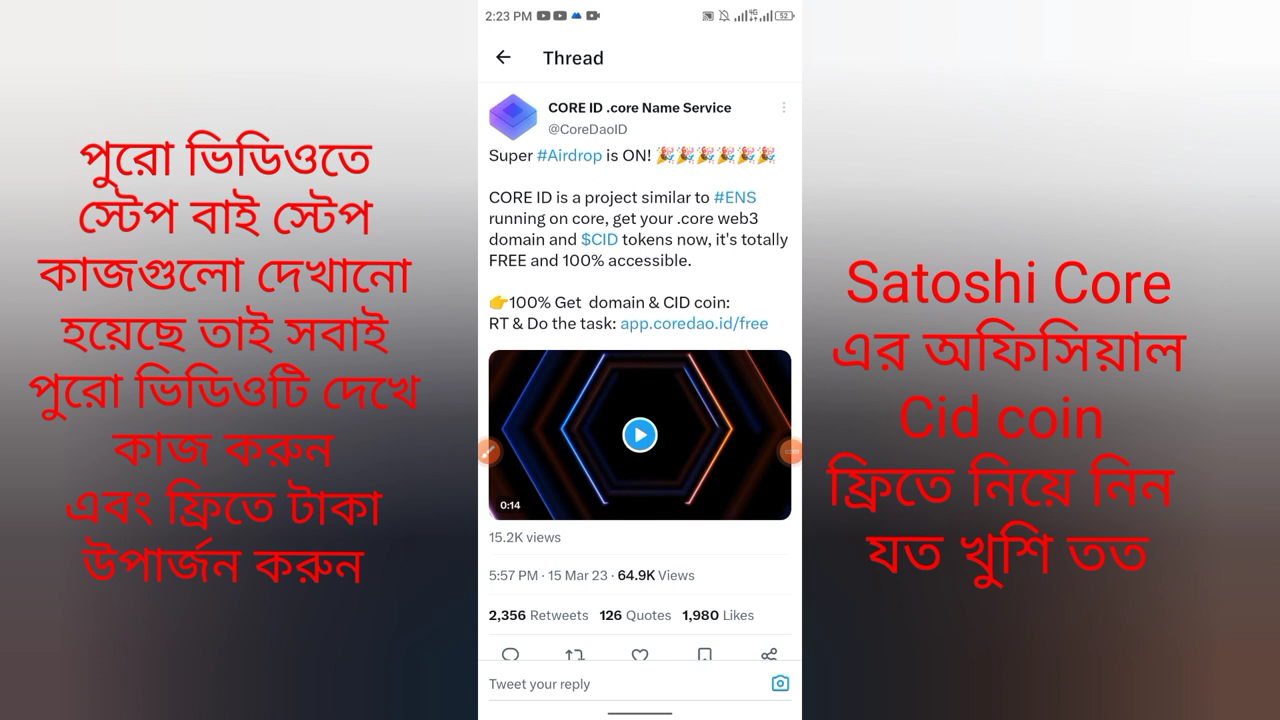 পুরো ভিডিওতে
স্টেপ বাই স্টেপ
কাজগুলো দেখানো
হয়েছে তাই সবাই
পুরো ভিডিওটি দেখে
কাজ করুন
এবং ফ্রিতে টাকা
উপার্জন করুন
2:23 PM
4G
52
Thread
CORE ID .core Name Service
@CoreDaoID
Super #Airdrop is ON! 🎉🎉🎉🎉🎉🎉
CORE ID is a project similar to #ENS
running on core, get your .core web3
domain and $CID tokens now, it's totally
FREE and 100% accessible.
👉100% Get domain & CID coin:
RT & Do the task: app.coredao.id/free
0:14
15.2K views
5:57 PM · 15 Mar 23 · 64.9K Views
2,356 Retweets 126 Quotes 1,980 Likes
Tweet your reply
Satoshi Core
এর অফিসিয়াল
Cid coin
ফ্রিতে নিয়ে নিন
যত খুশি তত